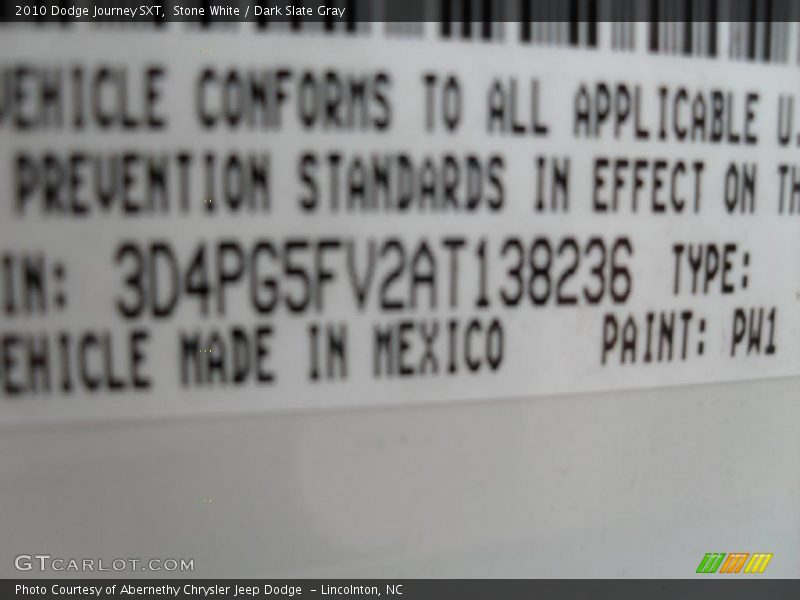 2010 Dodge Journey SXT, Stone White / Dark Slate Gray
VEHICLE CONFORMS TO ALL APPLICABLE U.
PREVENTION STANDARDS IN EFFECT ON TH
IN: 3D4PG5FV2AT138236 TYPE:
VEHICLE MADE IN MEXICO PAINT: PW1
GTCARLOT.COM
Photo Courtesy of Abernethy Chrysler Jeep Dodge - Lincolnton, NC